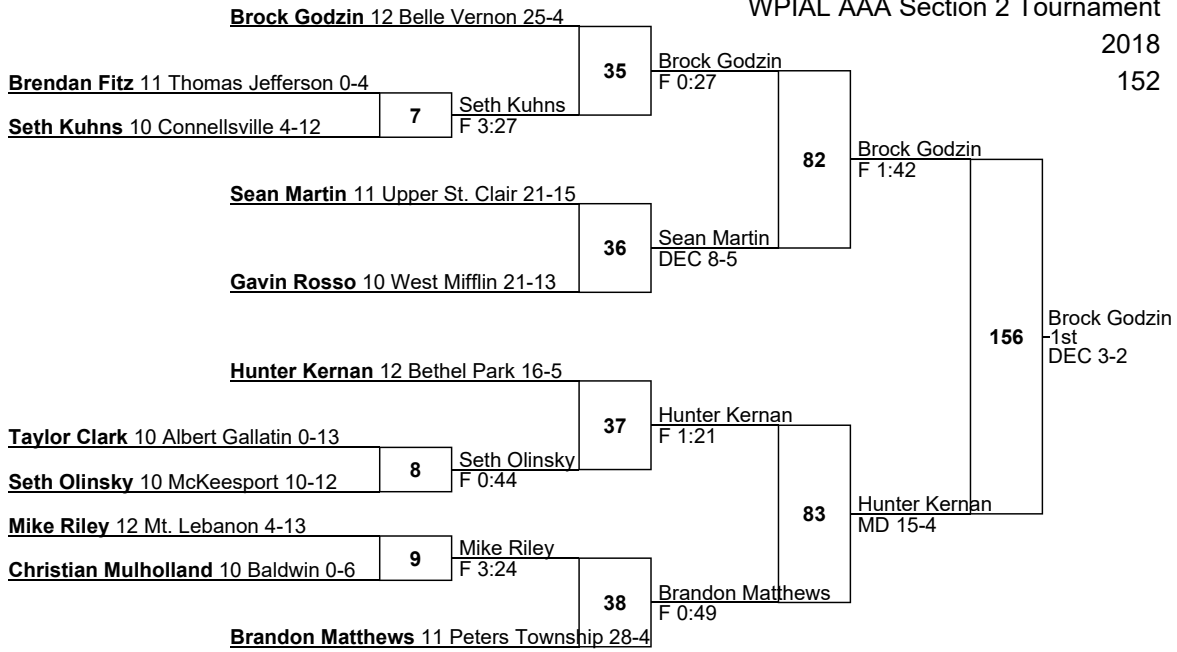 WPIAL AAA Section 2 Tournament
2018
152
Brock Godzin 12 Belle Vernon 25-4
35
Brock Godzin
F 0:27
Brendan Fitz 11 Thomas Jefferson 0-4
7
Seth Kuhns
F 3:27
Seth Kuhns 10 Connellsville 4-12
82
Brock Godzin
F 1:42
Sean Martin 11 Upper St. Clair 21-15
36
Sean Martin
DEC 8-5
Gavin Rosso 10 West Mifflin 21-13
156
Brock Godzin
1st
DEC 3-2
Hunter Kernan 12 Bethel Park 16-5
37
Hunter Kernan
F 1:21
Taylor Clark 10 Albert Gallatin 0-13
8
Seth Olinsky
F 0:44
Seth Olinsky 10 McKeesport 10-12
83
Hunter Kernan
MD 15-4
Mike Riley 12 Mt. Lebanon 4-13
9
Mike Riley
F 3:24
Christian Mulholland 10 Baldwin 0-6
38
Brandon Matthews
F 0:49
Brandon Matthews 11 Peters Township 28-4